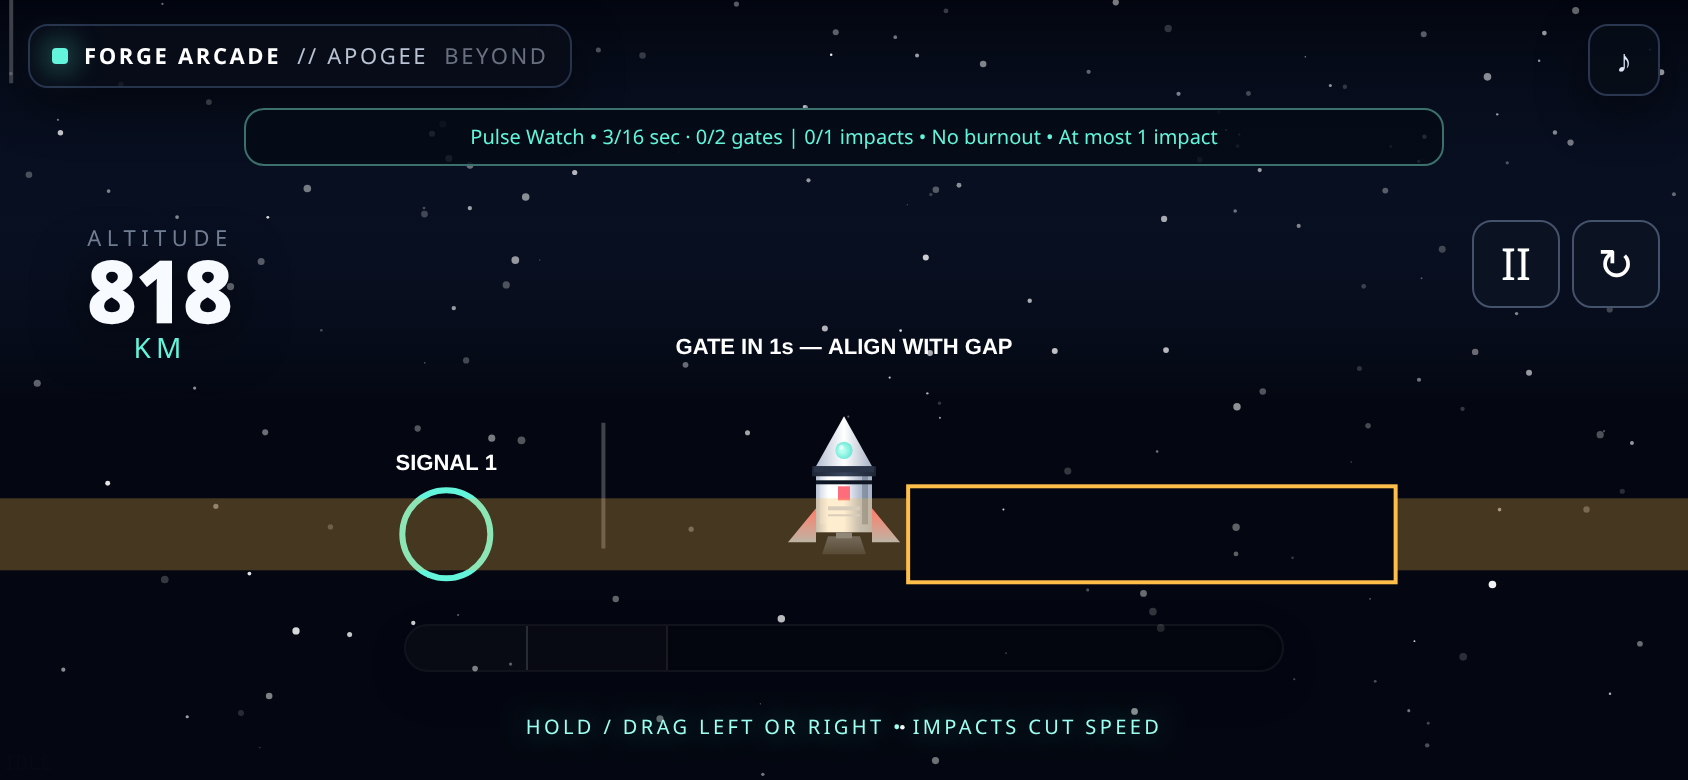 FORGE ARCADE // APOGEE BEYOND
♪
Pulse Watch • 3/16 sec · 0/2 gates | 0/1 impacts • No burnout • At most 1 impact
ALTITUDE
818
KM
II ↻
GATE IN 1s — ALIGN WITH GAP
SIGNAL 1
HOLD / DRAG LEFT OR RIGHT • IMPACTS CUT SPEED